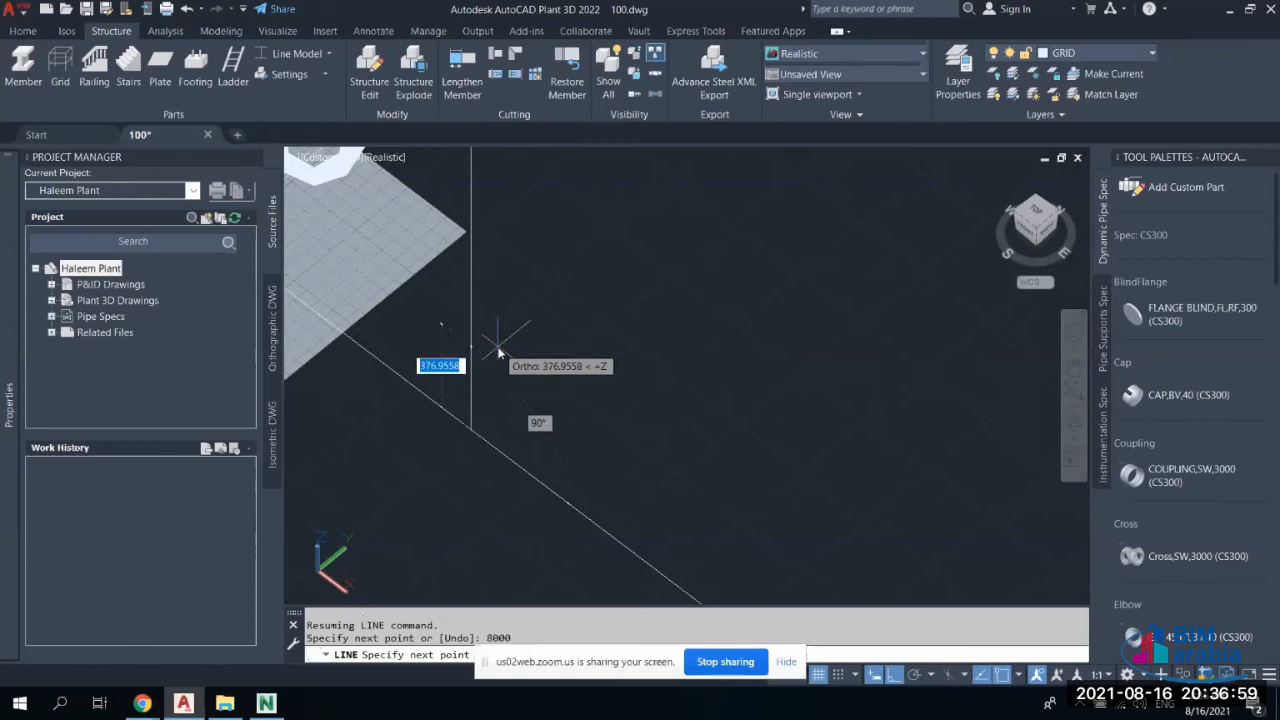 Share
Autodesk AutoCAD Plant 3D 2022 100.dwg
Type a keyword or phrase
Sign In
Home
Isos
Structure
Analysis
Modeling
Visualize
Insert
Annotate
Manage
Output
Add-ins
Collaborate
Vault
Express Tools
Featured Apps
Member
Grid
Railing
Stairs
Plate
Footing
Ladder
Line Model
Settings
Structure Edit
Structure Explode
Lengthen Member
Restore Member
Show All
Advance Steel XML Export
Realistic
Unsaved View
Single viewport
Layer Properties
GRID
Make Current
Match Layer
Parts
Modify
Cutting
Visibility
Export
View
Layers
Start
100*
PROJECT MANAGER
Current Project:
Haleem Plant
Project
Search
Haleem Plant
P&ID Drawings
Plant 3D Drawings
Pipe Specs
Related Files
Work History
Properties
Source Files
Orthographic DWG
Isometric DWG
[Realistic]
TOP
N
W
S
E
WCS
376.9558
Ortho: 376.9558 < +Z
90°
Z
Y
X
Resuming LINE command.
Specify next point or [Undo]: 8000
LINE Specify next point
us02web.zoom.us is sharing your screen.
Stop sharing
Hide
TOOL PALETTES - AUTOCA...
Dynamic Pipe Spec
Pipe Supports Spec
Instrumentation Spec
Add Custom Part
Spec: CS300
BlindFlange
FLANGE BLIND,FL,RF,300 (CS300)
Cap
CAP,BV,40 (CS300)
Coupling
COUPLING,SW,3000 (CS300)
Cross
Cross,SW,3000 (CS300)
Elbow
1:1
ENG
2021-08-16 20:36:59
8/16/2021
2